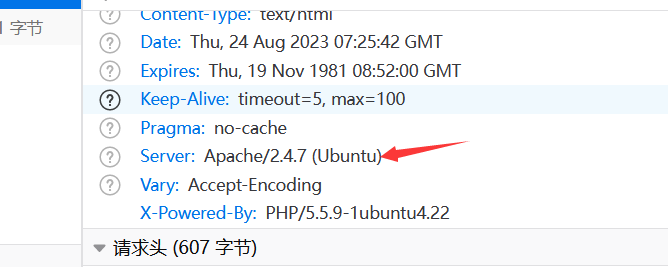 字节
Content-Type: text/html
Date: Thu, 24 Aug 2023 07:25:42 GMT
Expires: Thu, 19 Nov 1981 08:52:00 GMT
Keep-Alive: timeout=5, max=100
Pragma: no-cache
Server: Apache/2.4.7 (Ubuntu)
Vary: Accept-Encoding
X-Powered-By: PHP/5.5.9-1ubuntu4.22
请求头 (607 字节)